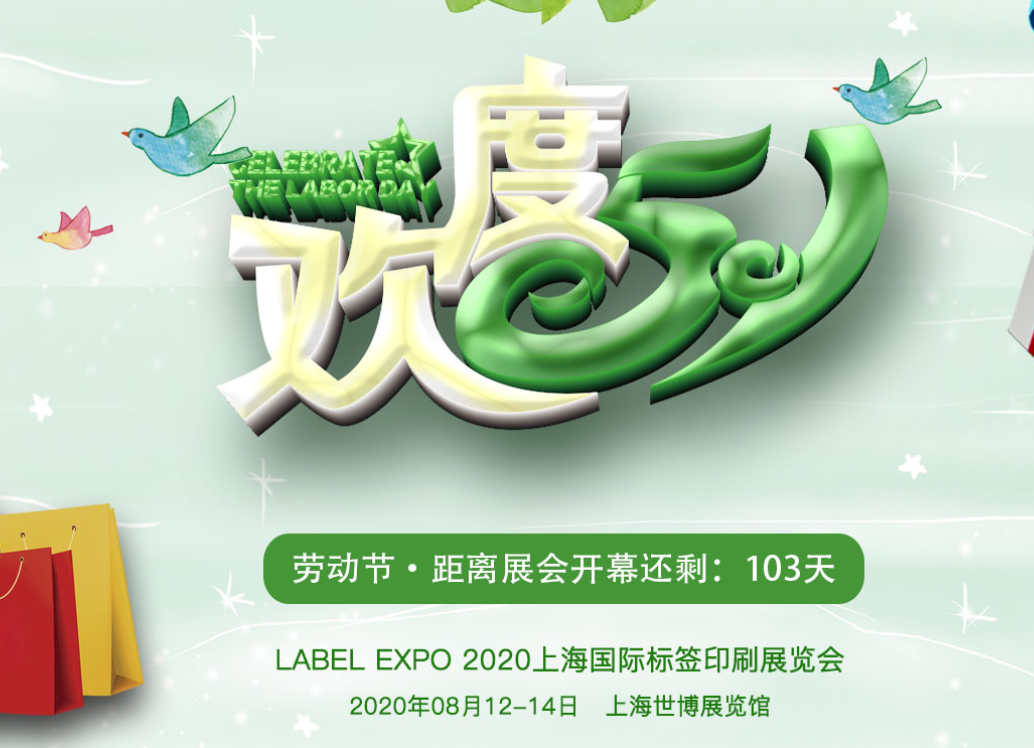 CELEBRATE
THE LABOR DAY
欢度51
劳动节·距离展会开幕还剩：103天
LABEL EXPO 2020上海国际标签印刷展览会
2020年08月12-14日 上海世博展览馆